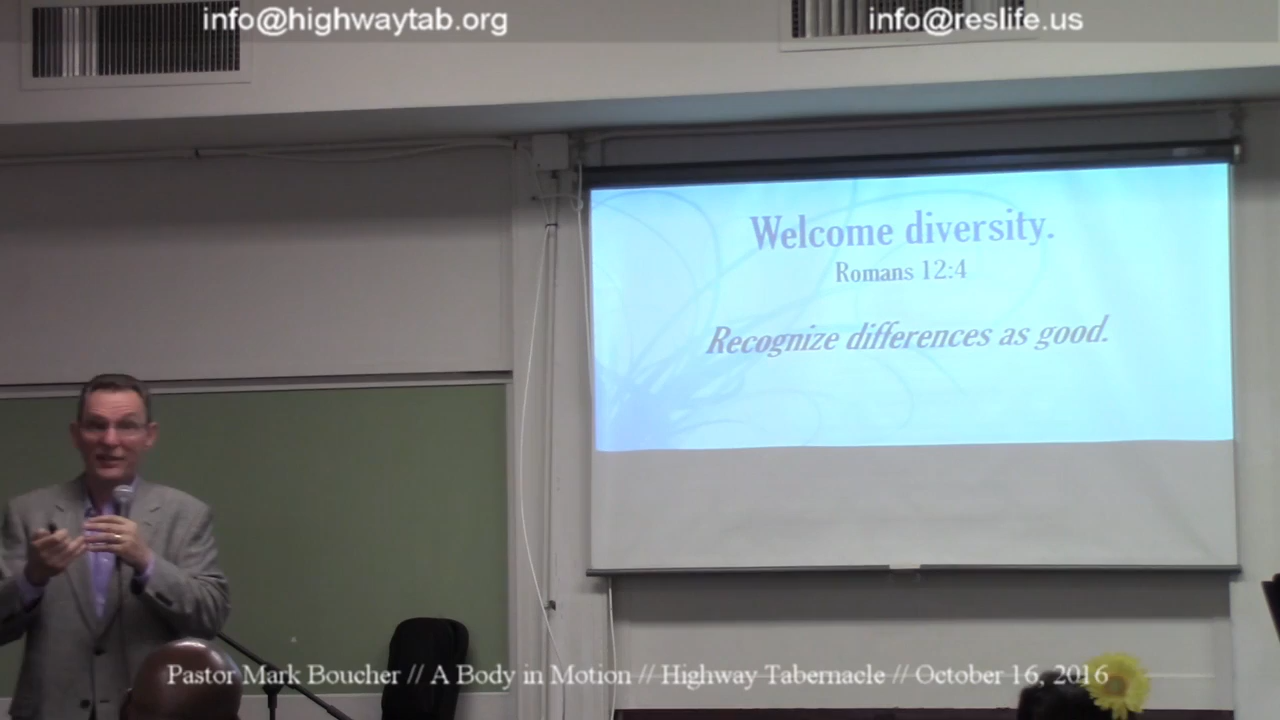 info@highwaytab.org
info@reslife.us
Welcome diversity.
Romans 12:4
Recognize differences as good.
Pastor Mark Boucher // A Body in Motion // Highway Tabernacle // October 16, 2016